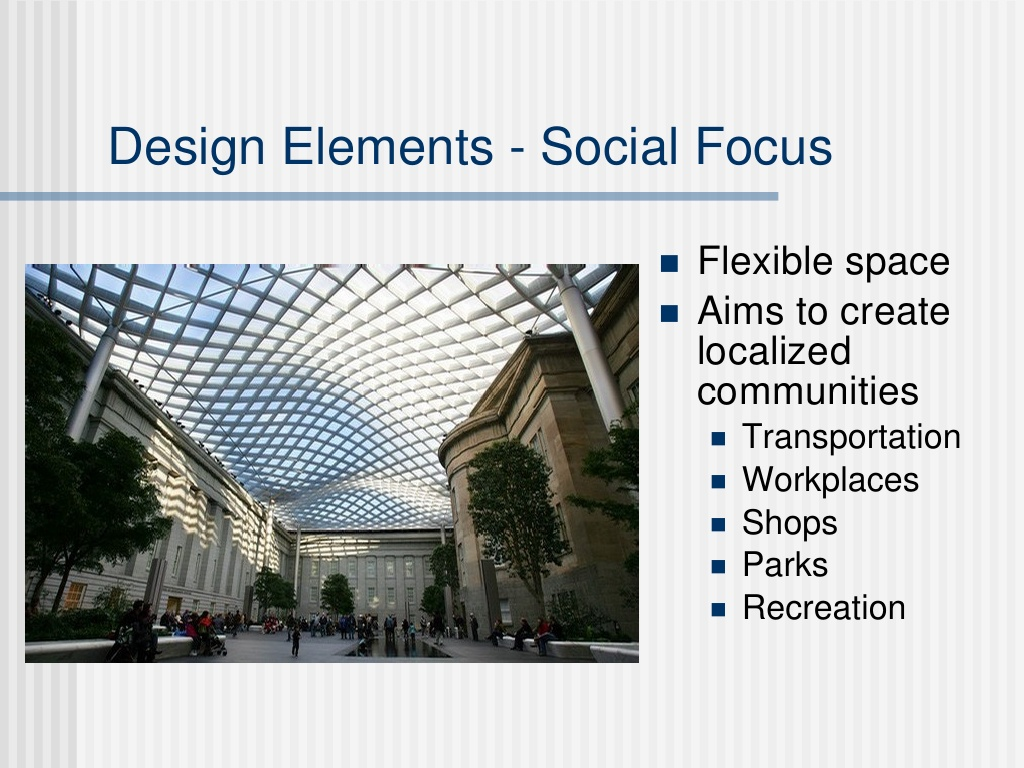 Design Elements - Social Focus
Flexible space
Aims to create
localized
communities
Transportation
Workplaces
Shops
Parks
Recreation